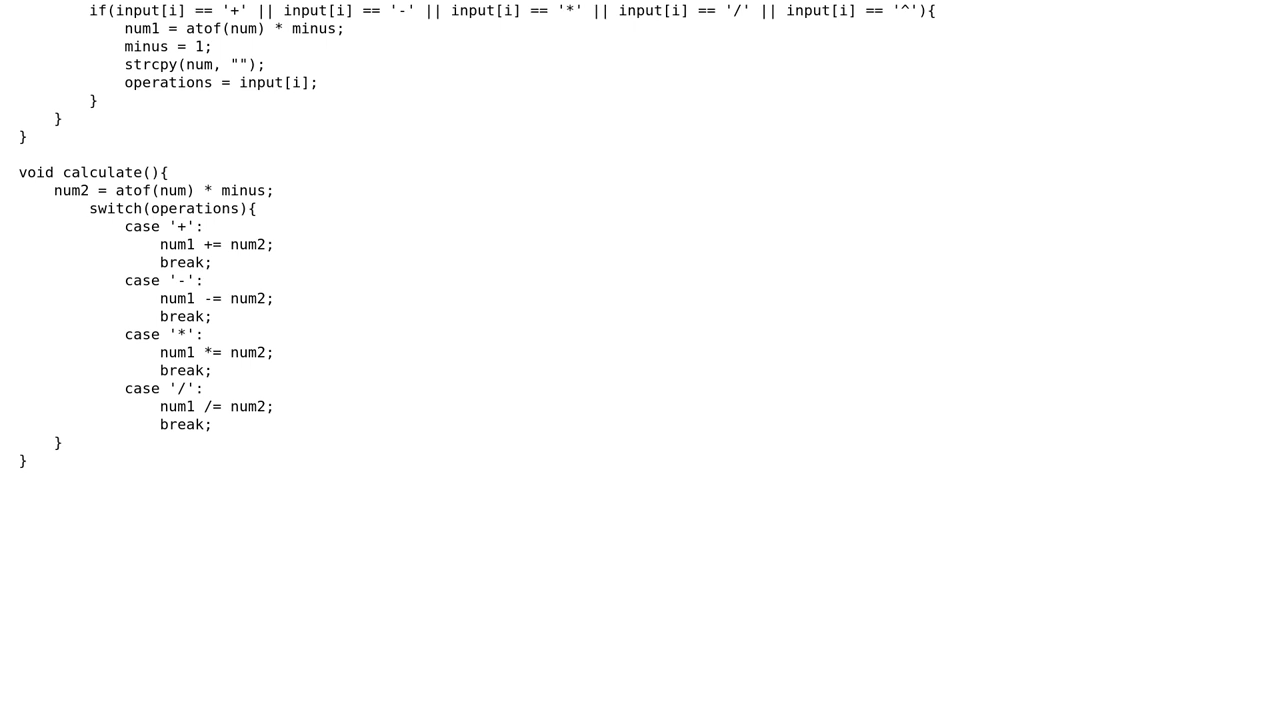 if(input[i] == '+' || input[i] == '-' || input[i] == '*' || input[i] == '/' || input[i] == '^'){
            num1 = atof(num) * minus;
            minus = 1;
            strcpy(num, "");
            operations = input[i];
        }
    }
}

void calculate(){
    num2 = atof(num) * minus;
        switch(operations){
            case '+':
                num1 += num2;
                break;
            case '-':
                num1 -= num2;
                break;
            case '*':
                num1 *= num2;
                break;
            case '/':
                num1 /= num2;
                break;
    }
}